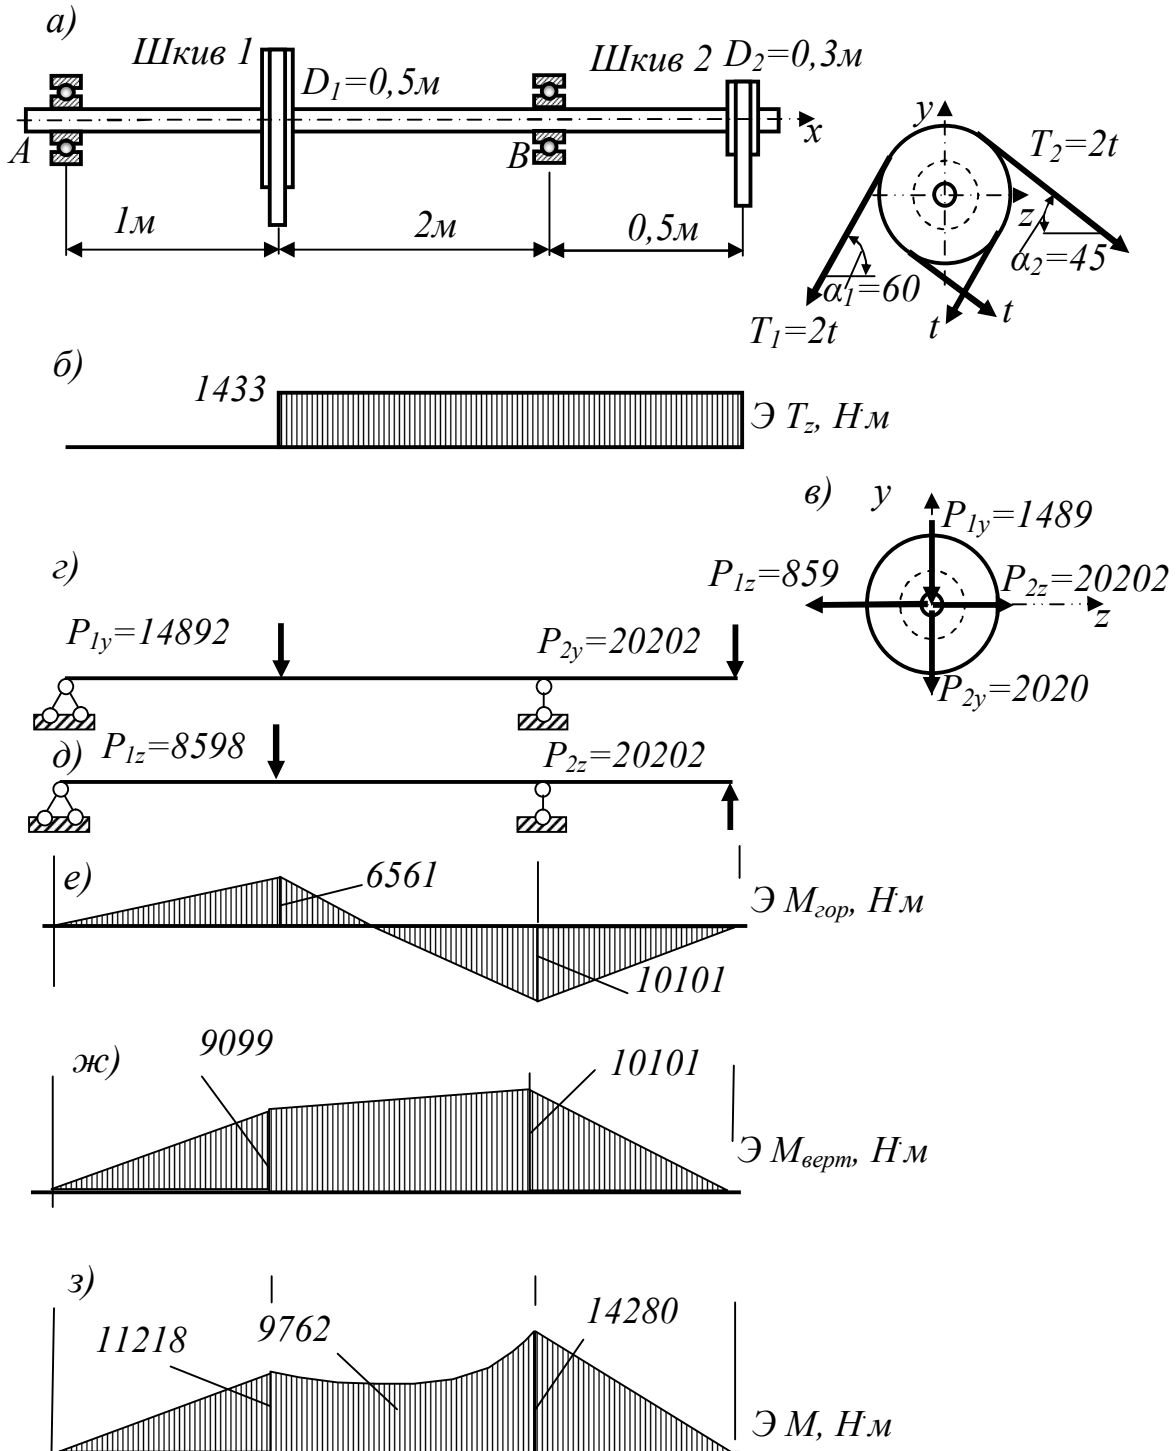 а)
Шкив 1
D1=0,5м
Шкив 2 D2=0,3м
A
B
x
1м
2м
0,5м
y
T2=2t
z
α2=45
α1=60
T1=2t
t
t
б)
1433
Э Tz, Н·м
в)
y
P1y=1489
P1z=859
P2z=20202
z
P2y=2020
г)
P1y=14892
P2y=20202
д)
P1z=8598
P2z=20202
е)
6561
Э Mгор, Н·м
10101
ж)
9099
10101
Э Mверт, Н·м
з)
11218
9762
14280
Э M, Н·м